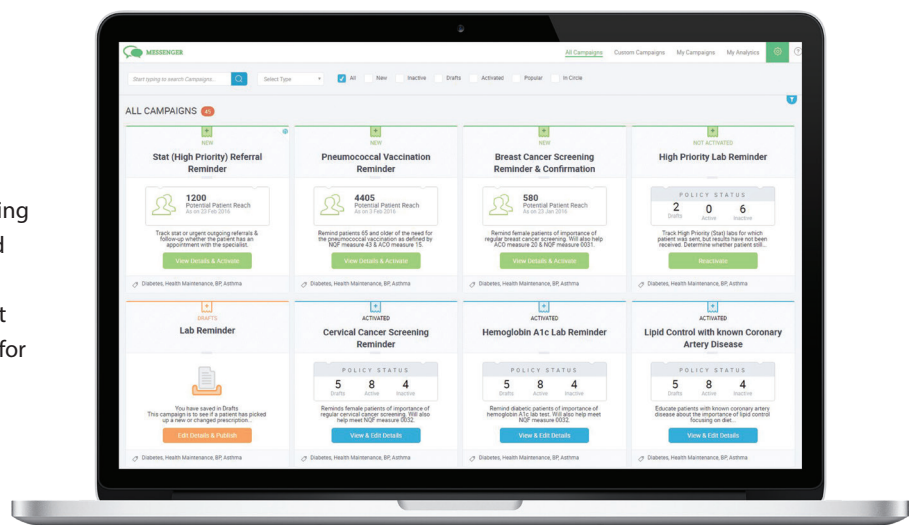 ing
d
t
for
MESSENGER
All Campaigns Custom Campaigns My Campaigns My Analytics
Start typing to search Campaigns.. Select Type All New Inactive Drafts Activated Popular In Circle
ALL CAMPAIGNS 45
NEW
Stat (High Priority) Referral
Reminder
1200
Potential Patient Reach
As on 23 Feb 2016
Track stat or urgent outgoing referrals &
follow-up whether the patient has an
appointment with the specialist.
View Details & Activate
Diabetes, Health Maintenance, BP, Asthma
NEW
Pneumococcal Vaccination
Reminder
4405
Potential Patient Reach
As on 3 Feb 2016
Remind patients 65 and older of the need for
the pneumococcal vaccination as defined by
NQF measure 43 & ACO measure 15.
View Details & Activate
Diabetes, Health Maintenance, BP, Asthma
NEW
Breast Cancer Screening
Reminder & Confirmation
580
Potential Patient Reach
As on 23 Jan 2016
Remind female patients of importance of
regular breast cancer screening. Will also help
ACO measure 20 & NQF measure 0031.
View Details & Activate
Diabetes, Health Maintenance, BP, Asthma
NOT ACTIVATED
High Priority Lab Reminder
POLICY STATUS
2 0 6
Drafts Active Inactive
Track High Priority (Stat) labs for which
patient was sent, but results have not been
received. Determine whether patient still...
Reactivate
Diabetes, Health Maintenance, BP, Asthma
DRAFTS
Lab Reminder
You have saved in Drafts
This campaign is to see if a patient has picked
up a new or changed prescription...
Edit Details & Publish
Diabetes, Health Maintenance, BP, Asthma
ACTIVATED
Cervical Cancer Screening
Reminder
POLICY STATUS
5 8 4
Drafts Active Inactive
Reminds female patients of importance of
regular cervical cancer screening. Will also
help meet NQF measure 0032.
View & Edit Details
Diabetes, Health Maintenance, BP, Asthma
ACTIVATED
Hemoglobin A1c Lab Reminder
POLICY STATUS
5 8 4
Drafts Active Inactive
Remind diabetic patients of importance of
hemoglobin A1c lab test. Will also help meet
NQF measure 0032.
View & Edit Details
Diabetes, Health Maintenance, BP, Asthma
ACTIVATED
Lipid Control with known Coronary
Artery Disease
POLICY STATUS
5 8 4
Drafts Active Inactive
Educate patients with known coronary artery
disease about the importance of lipid control
focusing on diet...
View & Edit Details
Diabetes, Health Maintenance, BP, Asthma